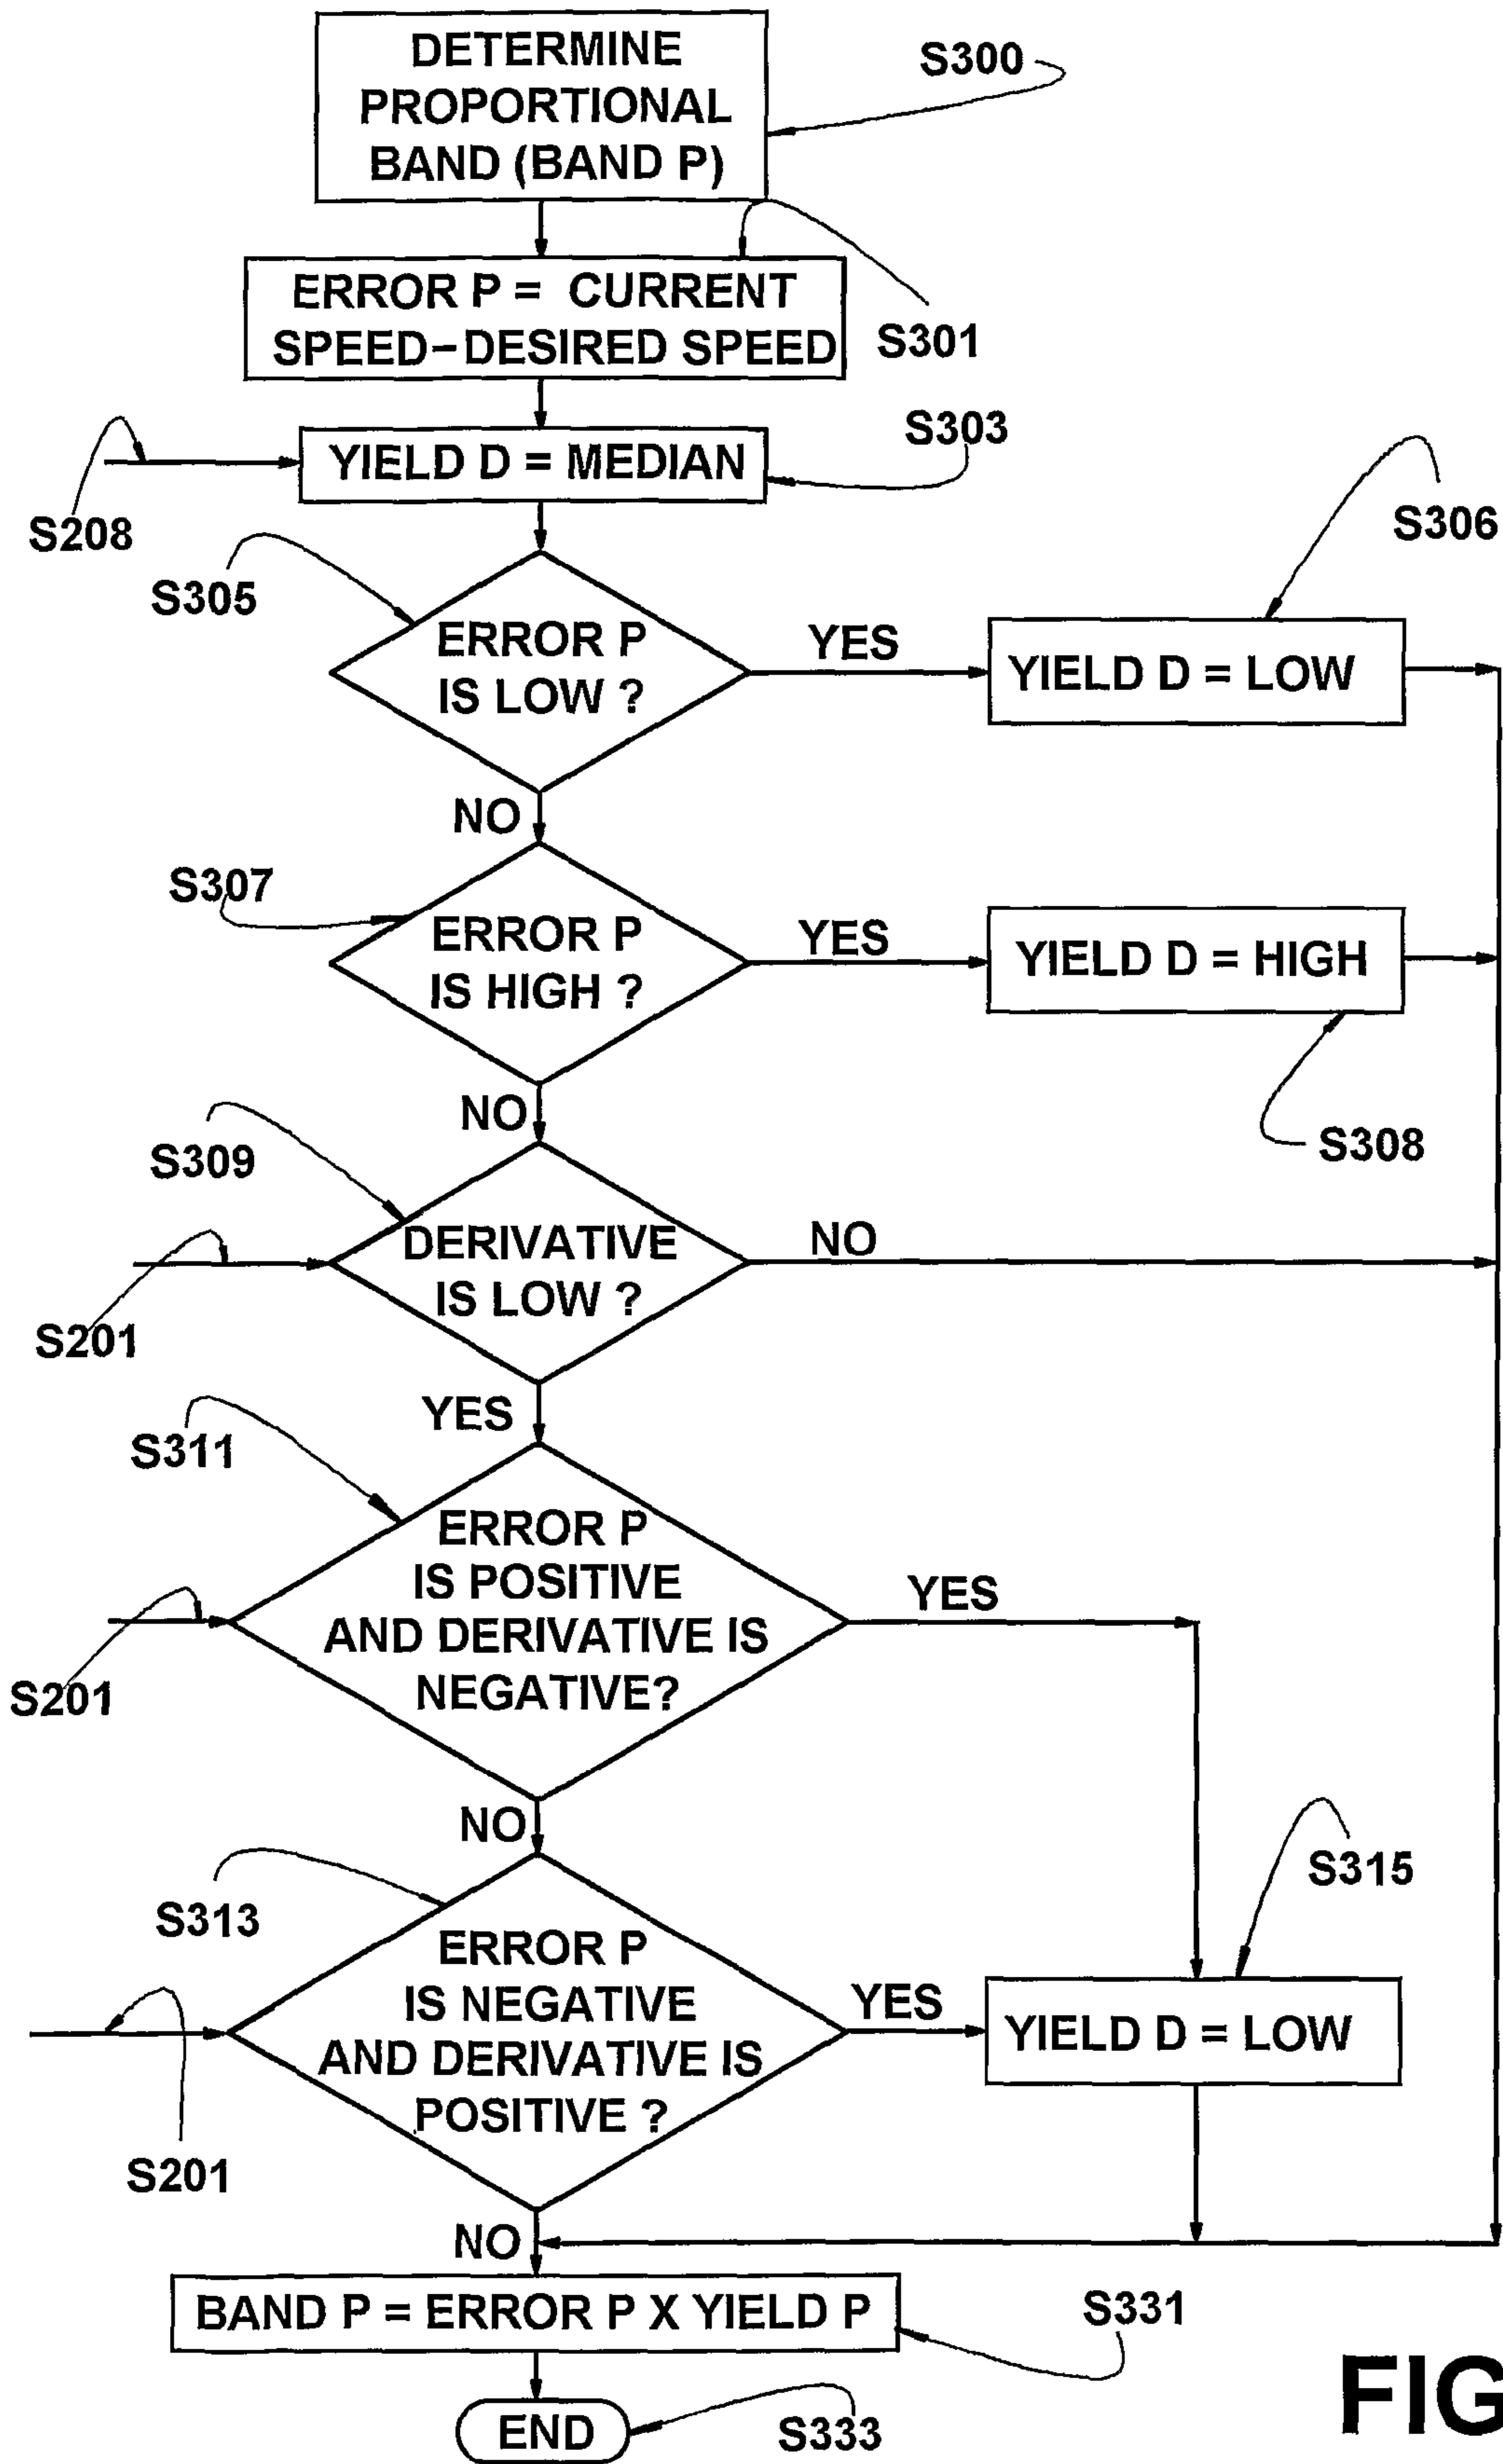 DETERMINE
PROPORTIONAL
BAND (BAND P)
S300
ERROR P = CURRENT
SPEED-DESIRED SPEED
S301
S303
YIELD D = MEDIAN
S208
S305
S306
ERROR P
IS LOW ?
YES
YIELD D = LOW
NO
S307
ERROR P
IS HIGH ?
YES
YIELD D = HIGH
NO
S308
S309
DERIVATIVE
IS LOW ?
NO
S201
YES
S311
ERROR P
IS POSITIVE
AND DERIVATIVE IS
NEGATIVE?
YES
S201
NO
S315
S313
ERROR P
IS NEGATIVE
AND DERIVATIVE IS
POSITIVE ?
YES
YIELD D = LOW
S201
NO
BAND P = ERROR P X YIELD P
S331
END
S333
FIG